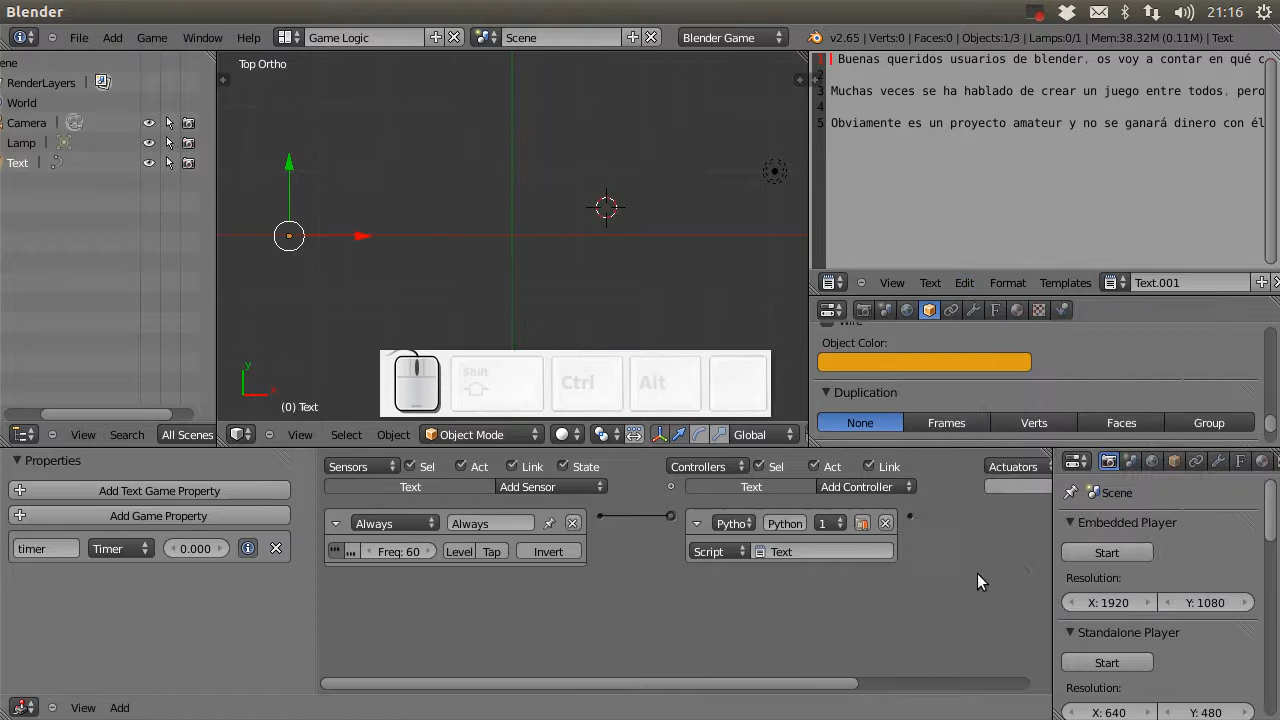 Blender
21:16
File Add Game Window Help Game Logic Scene Blender Game v2.65 | Verts:0 | Faces:0 | Objects:1/3 | Lamps:0/1 | Mem:38.32M (0.11M) | Text
ene
RenderLayers
World
Camera
Lamp
Text
View Search All Scenes
Top Ortho
y
x
(0) Text
Shift
Ctrl
Alt
View Select Object Object Mode Global
1 Buenas queridos usuarios de blender, os voy a contar en qué c
2
3 Muchas veces se ha hablado de crear un juego entre todos, pero
4
5 Obviamente es un proyecto amateur y no se ganará dinero con él
View Text Edit Format Templates Text.001
Wire
Object Color:
Duplication
None Frames Verts Faces Group
Properties
Add Text Game Property
Add Game Property
timer Timer 0.000
Sensors Sel Act Link State
Text Add Sensor
Always Always
Freq: 60 Level Tap Invert
Controllers Sel Act Link
Text Add Controller
Pytho Python 1
Script Text
Actuators
View Add
F
Scene
Embedded Player
Start
Resolution:
X: 1920 Y: 1080
Standalone Player
Start
Resolution:
X: 640 Y: 480